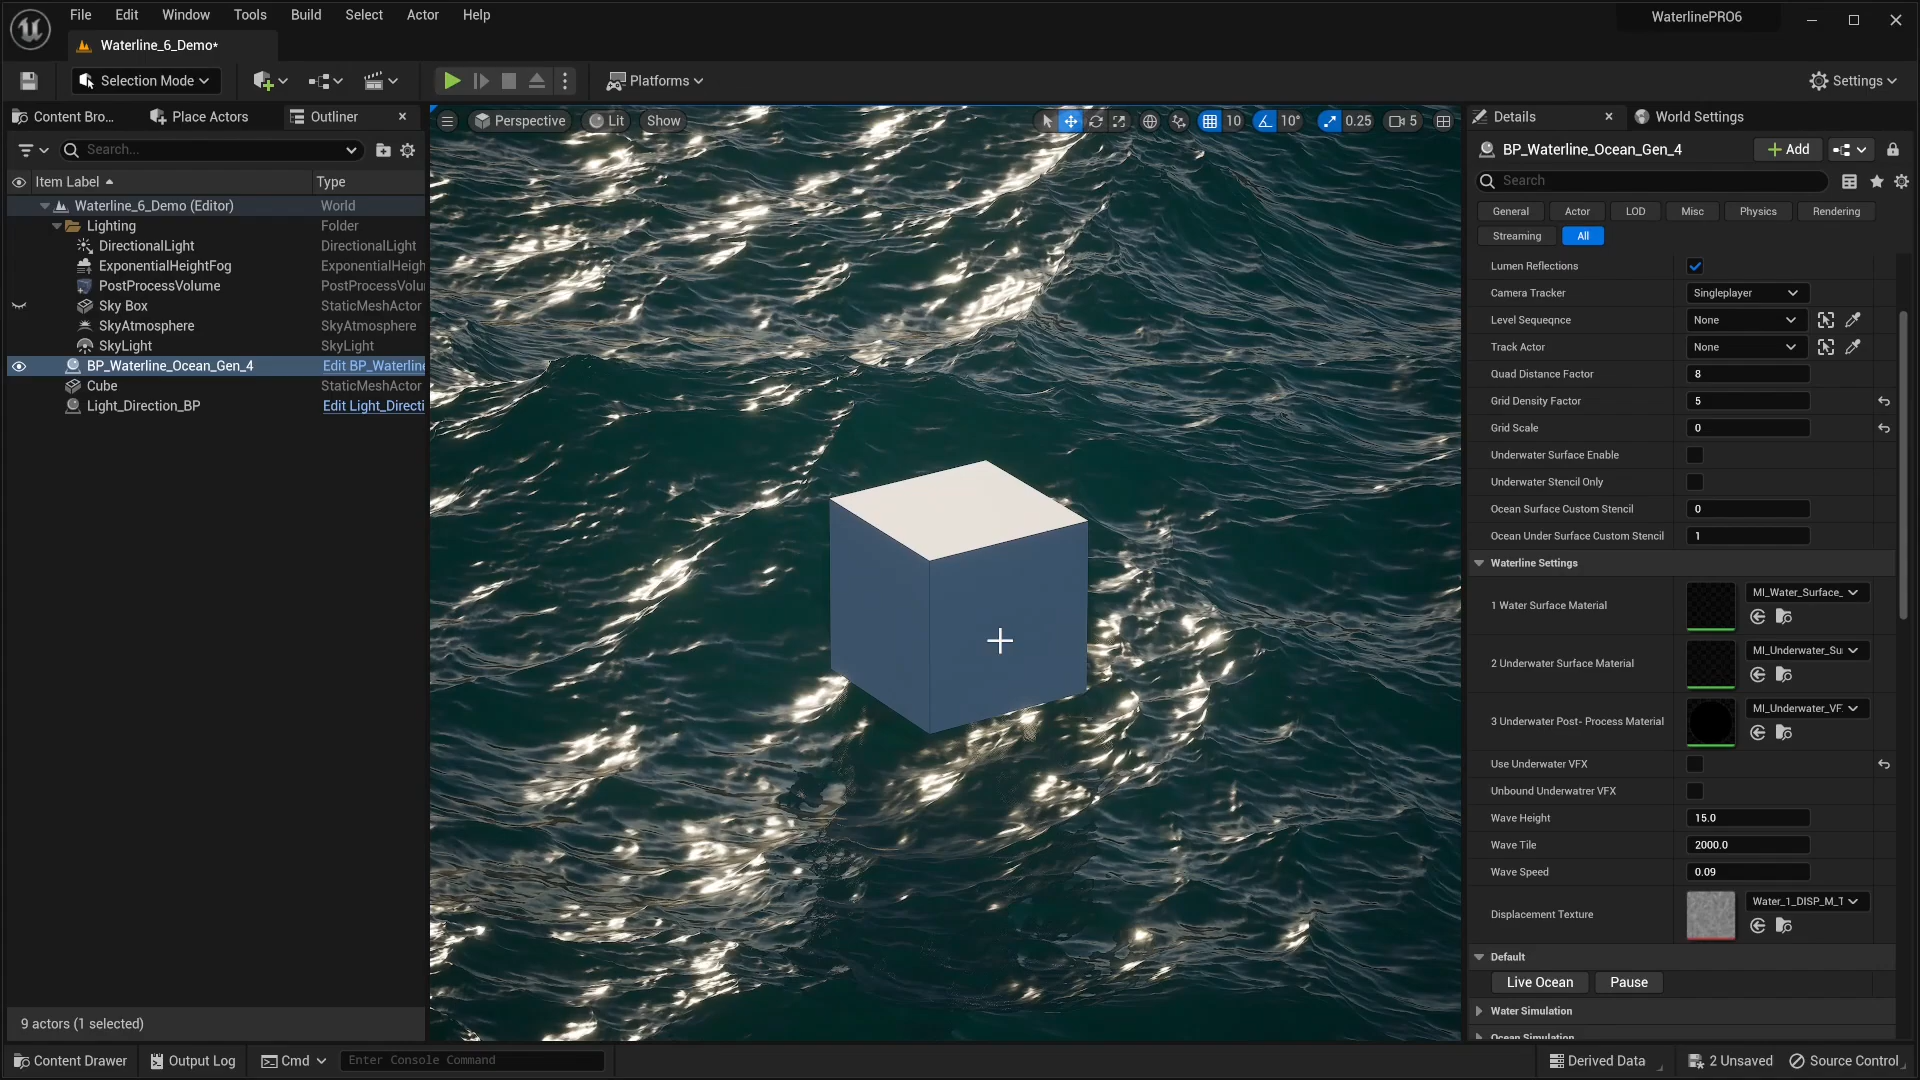 File Edit Window Tools Build Select Actor Help
WaterlinePRO6
Waterline_6_Demo*
Selection Mode
Platforms
Settings
Content Bro...
Place Actors
Outliner
Search...
Item Label
Type
Waterline_6_Demo (Editor) World
Lighting Folder
DirectionalLight DirectionalLight
ExponentialHeightFog ExponentialHeigh
PostProcessVolume PostProcessVolu
Sky Box StaticMeshActor
SkyAtmosphere SkyAtmosphere
SkyLight SkyLight
BP_Waterline_Ocean_Gen_4 Edit BP_Waterline
Cube StaticMeshActor
Light_Direction_BP Edit Light_Directi
9 actors (1 selected)
Perspective Lit Show
10 10° 0.25 5
Details
World Settings
BP_Waterline_Ocean_Gen_4
Add
Search
General Actor LOD Misc Physics Rendering
Streaming All
Lumen Reflections
Camera Tracker Singleplayer
Level Sequeqnce None
Track Actor None
Quad Distance Factor 8
Grid Density Factor 5
Grid Scale 0
Underwater Surface Enable
Underwater Stencil Only
Ocean Surface Custom Stencil 0
Ocean Under Surface Custom Stencil 1
Waterline Settings
1 Water Surface Material MI_Water_Surface_
2 Underwater Surface Material MI_Underwater_Su
3 Underwater Post- Process Material MI_Underwater_VF
Use Underwater VFX
Unbound Underwatrer VFX
Wave Height 15.0
Wave Tile 2000.0
Wave Speed 0.09
Displacement Texture Water_1_DISP_M_T
Default
Live Ocean Pause
Water Simulation
Ocean Simulation
Content Drawer Output Log Cmd Enter Console Command
Derived Data 2 Unsaved Source Control